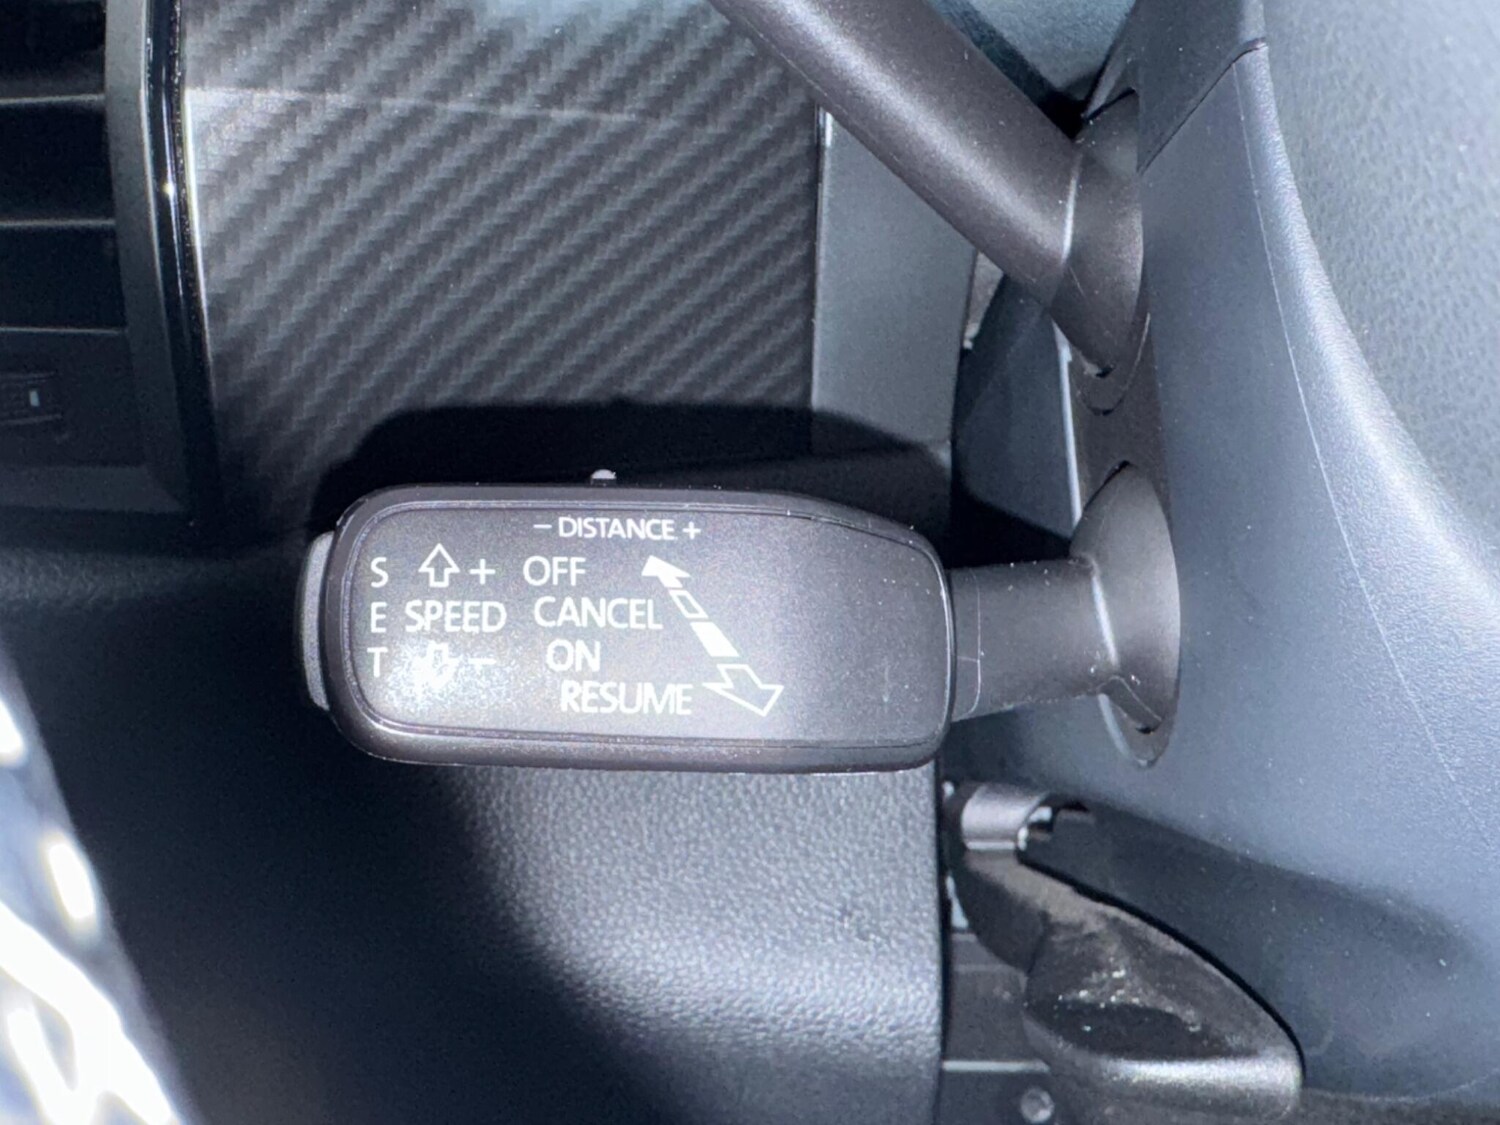 − DISTANCE +
S + OFF
E SPEED CANCEL
T − ON
RESUME